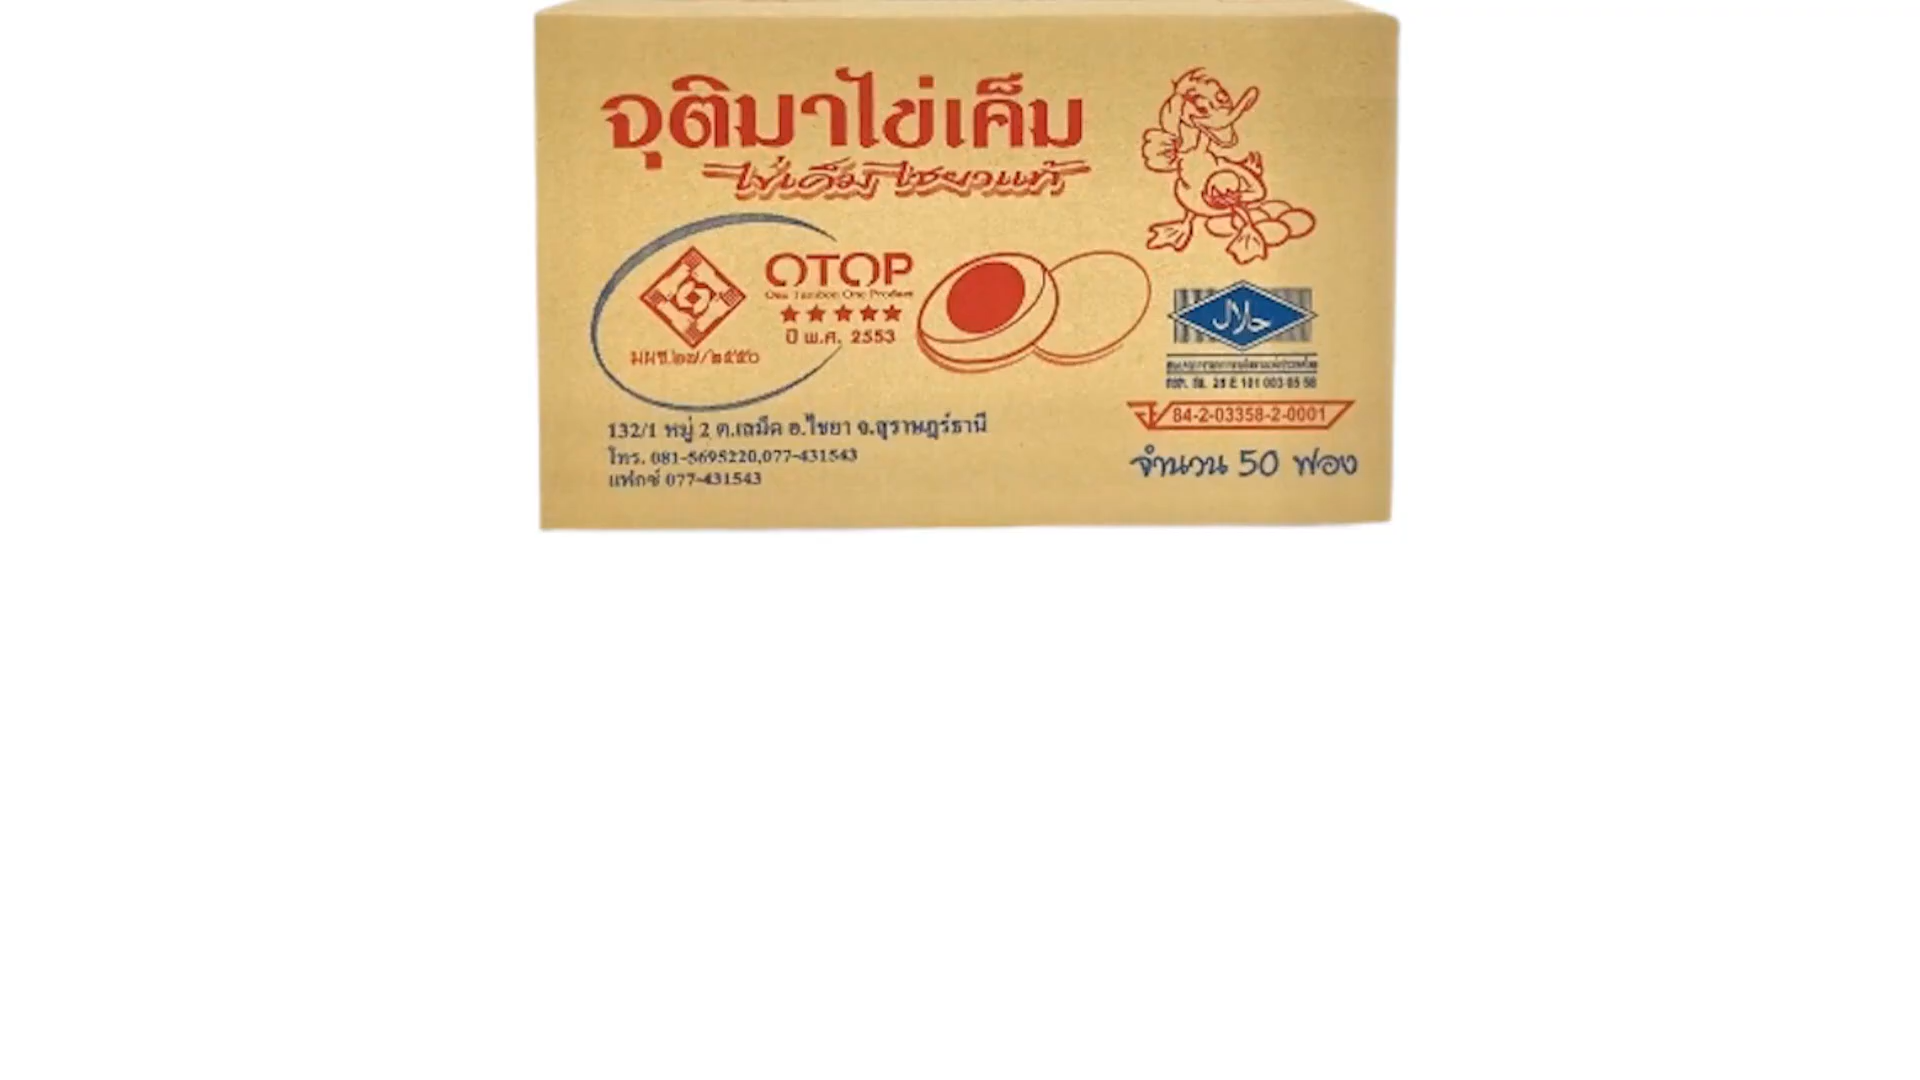 จุติมาไข่เค็ม
ไข่เค็มไชยาแท้
OTOP
One Tambon One Product
ปี พ.ศ. 2553
มผช.๒๗/๒๕๕๐
حلال
84-2-03358-2-0001
132/1 หมู่ 2 ต.เสม็ด อ.ไชยา จ.สุราษฎร์ธานี
โทร. 081-5695220,077-431543
แฟกซ์ 077-431543
จำนวน 50 ฟอง